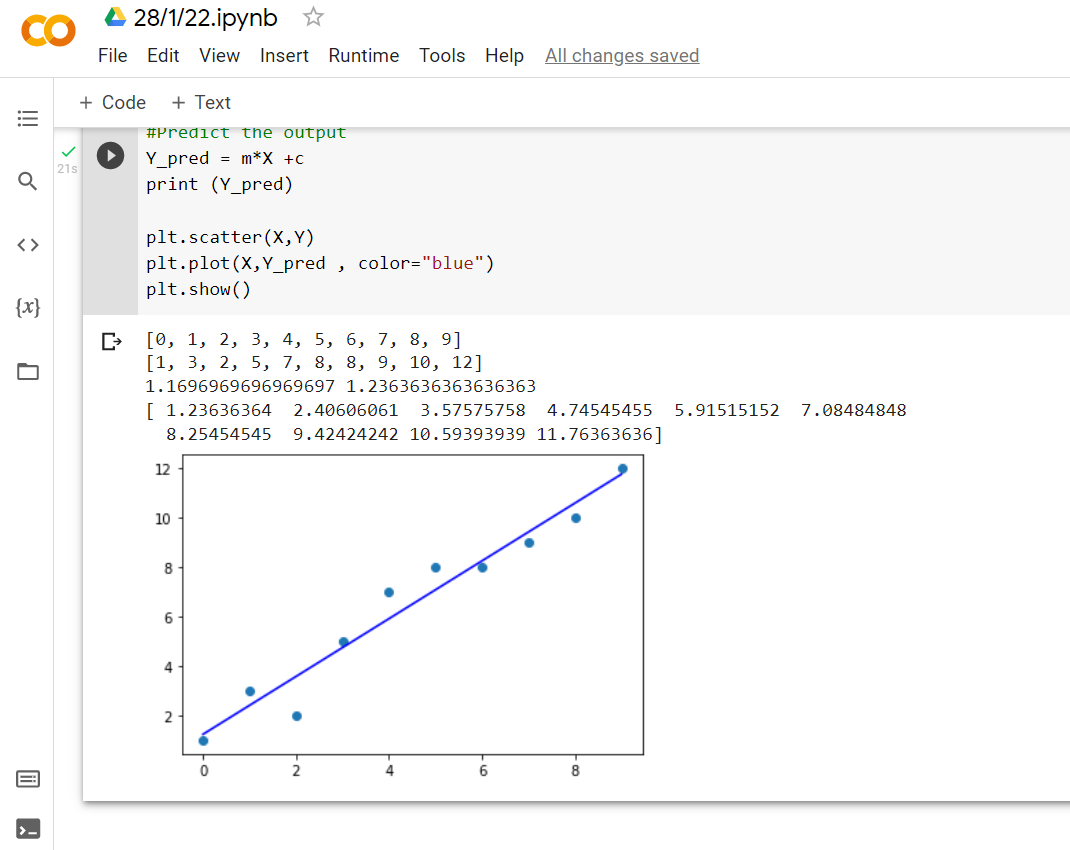 28/1/22.ipynb
File Edit View Insert Runtime Tools Help All changes saved
+ Code + Text
#Predict the output
21s
Y_pred = m*X +c
print (Y_pred)
plt.scatter(X,Y)
plt.plot(X,Y_pred , color="blue")
plt.show()
{x}
[0, 1, 2, 3, 4, 5, 6, 7, 8, 9]
[1, 3, 2, 5, 7, 8, 8, 9, 10, 12]
1.1696969696969697 1.2363636363636363
[ 1.23636364  2.40606061  3.57575758  4.74545455  5.91515152  7.08484848
  8.25454545  9.42424242 10.59393939 11.76363636]
12
10
8
6
4
2
0 2 4 6 8